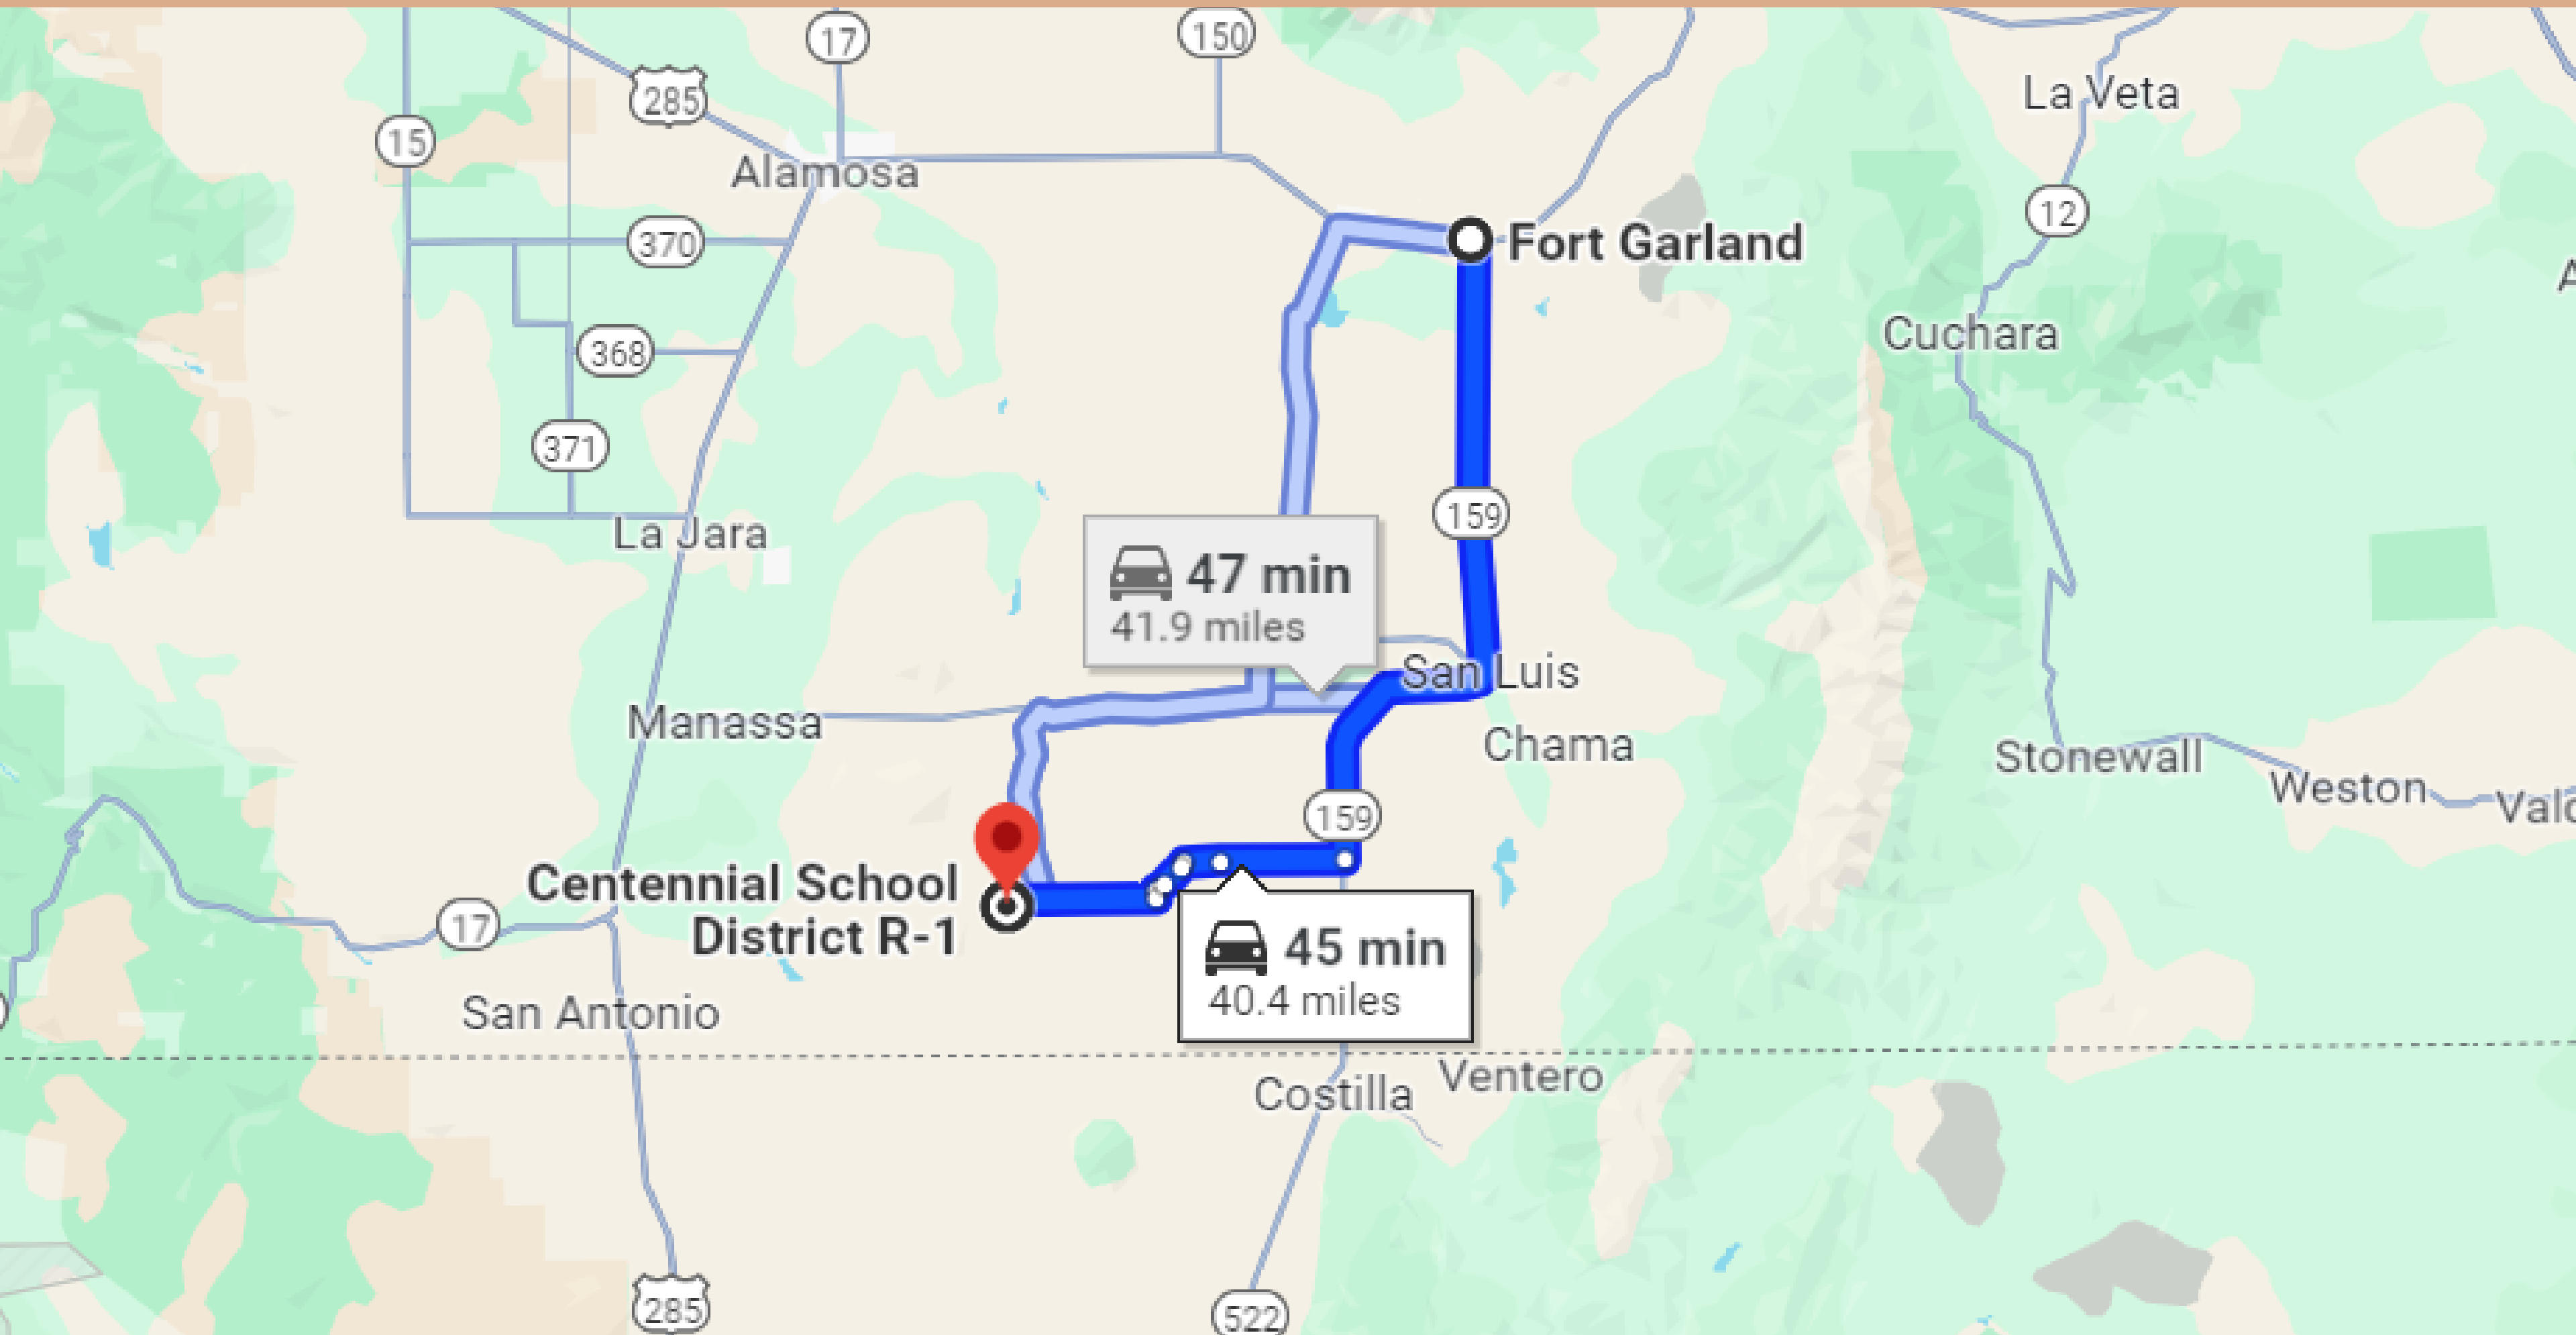 17
150
285
La Veta
15
Alamosa
12
370
Fort Garland
A
Cuchara
368
371
159
La Jara
47 min
41.9 miles
San Luis
Manassa
Chama
Stonewall
Weston
Valo
159
Centennial School
District R-1
17
45 min
40.4 miles
San Antonio
Ventero
Costilla
285
522